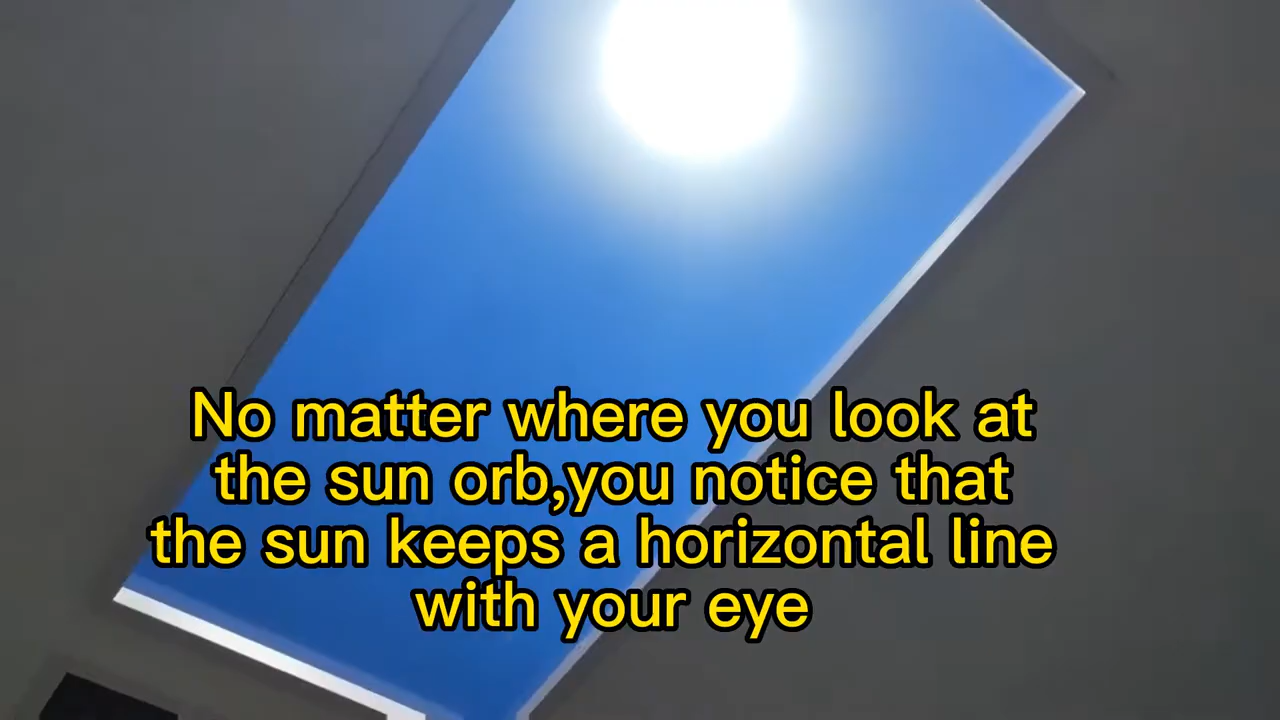 No matter where you look at
the sun orb,you notice that
the sun keeps a horizontal line
with your eye